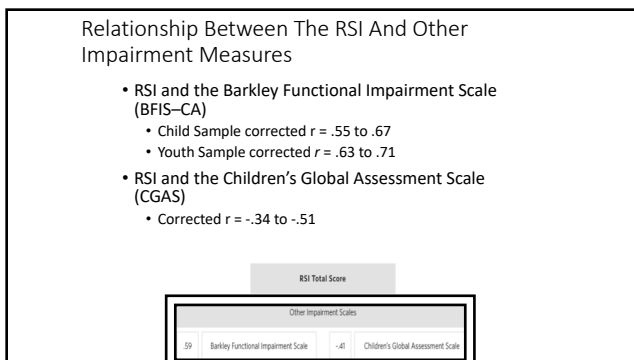 Relationship Between The RSI And Other
Impairment Measures
• RSI and the Barkley Functional Impairment Scale
(BFIS–CA)
• Child Sample corrected r = .55 to .67
• Youth Sample corrected r = .63 to .71
• RSI and the Children's Global Assessment Scale
(CGAS)
• Corrected r = -.34 to -.51
RSI Total Score
Other Impairment Scales
.59 Barkley Functional Impairment Scale -.41 Children's Global Assessment Scale